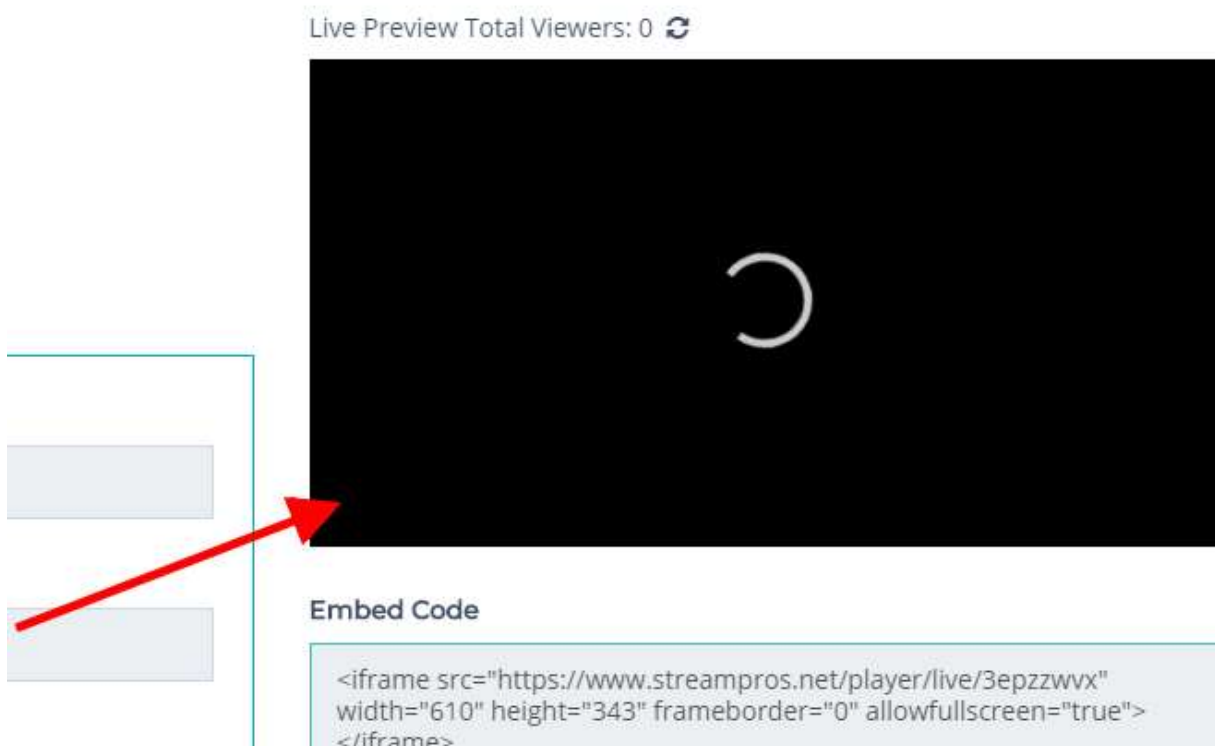 Live Preview Total Viewers: 0
Embed Code
<iframe src="https://www.streampros.net/player/live/3epzzwvx"
width="610" height="343" frameborder="0" allowfullscreen="true">
</iframe>